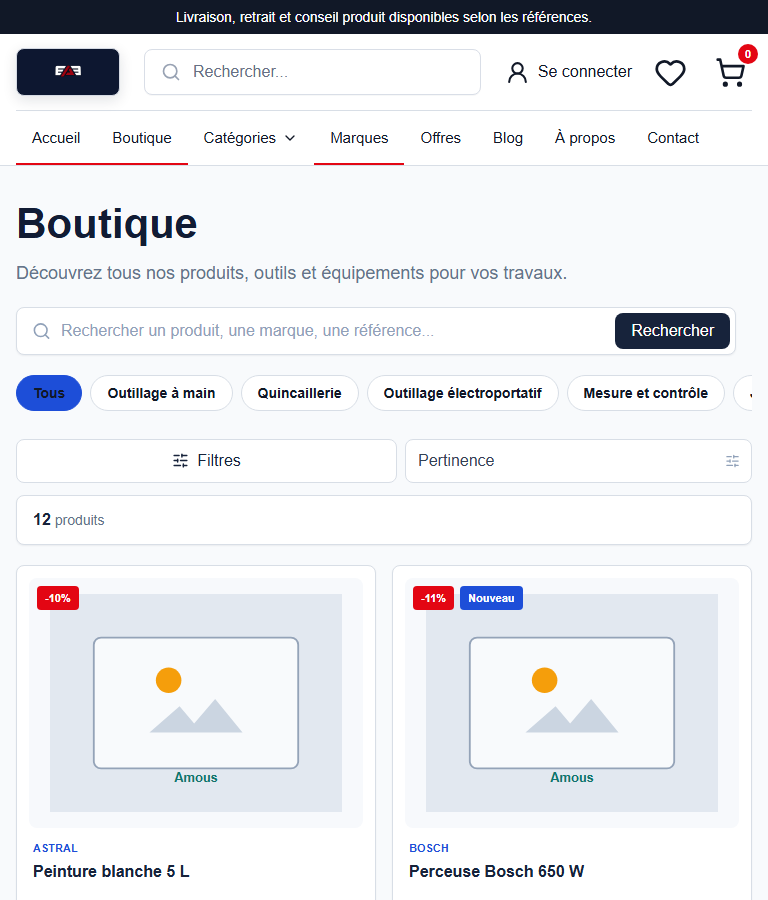 Livraison, retrait et conseil produit disponibles selon les références.
Rechercher...
Se connecter
0
Accueil
Boutique
Catégories
Marques
Offres
Blog
À propos
Contact
Boutique
Découvrez tous nos produits, outils et équipements pour vos travaux.
Rechercher un produit, une marque, une référence...
Rechercher
Tous
Outillage à main
Quincaillerie
Outillage électroportatif
Mesure et contrôle
Filtres
Pertinence
12 produits
-10%
Amous
ASTRAL
Peinture blanche 5 L
-11%
Nouveau
Amous
BOSCH
Perceuse Bosch 650 W